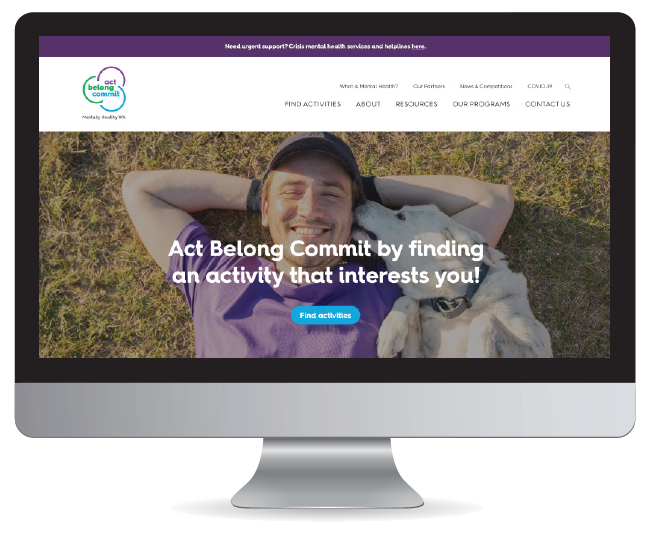 Need urgent support? Crisis mental health services and helplines here.
act
belong
commit
Mentally Healthy WA
What is Mental Health? Our Partners News & Competitions COVID-19
FIND ACTIVITIES ABOUT RESOURCES OUR PROGRAMS CONTACT US
Act Belong Commit by finding
an activity that interests you!
Find activities